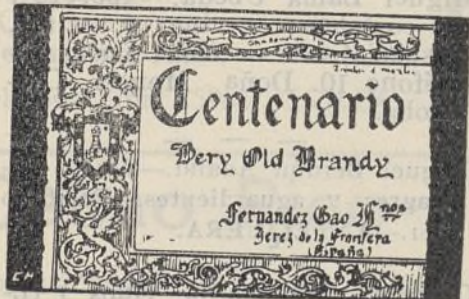 Centenario
Very Old Brandy
Fernandez Gao Hnos
Jerez de la Frontera
(España)